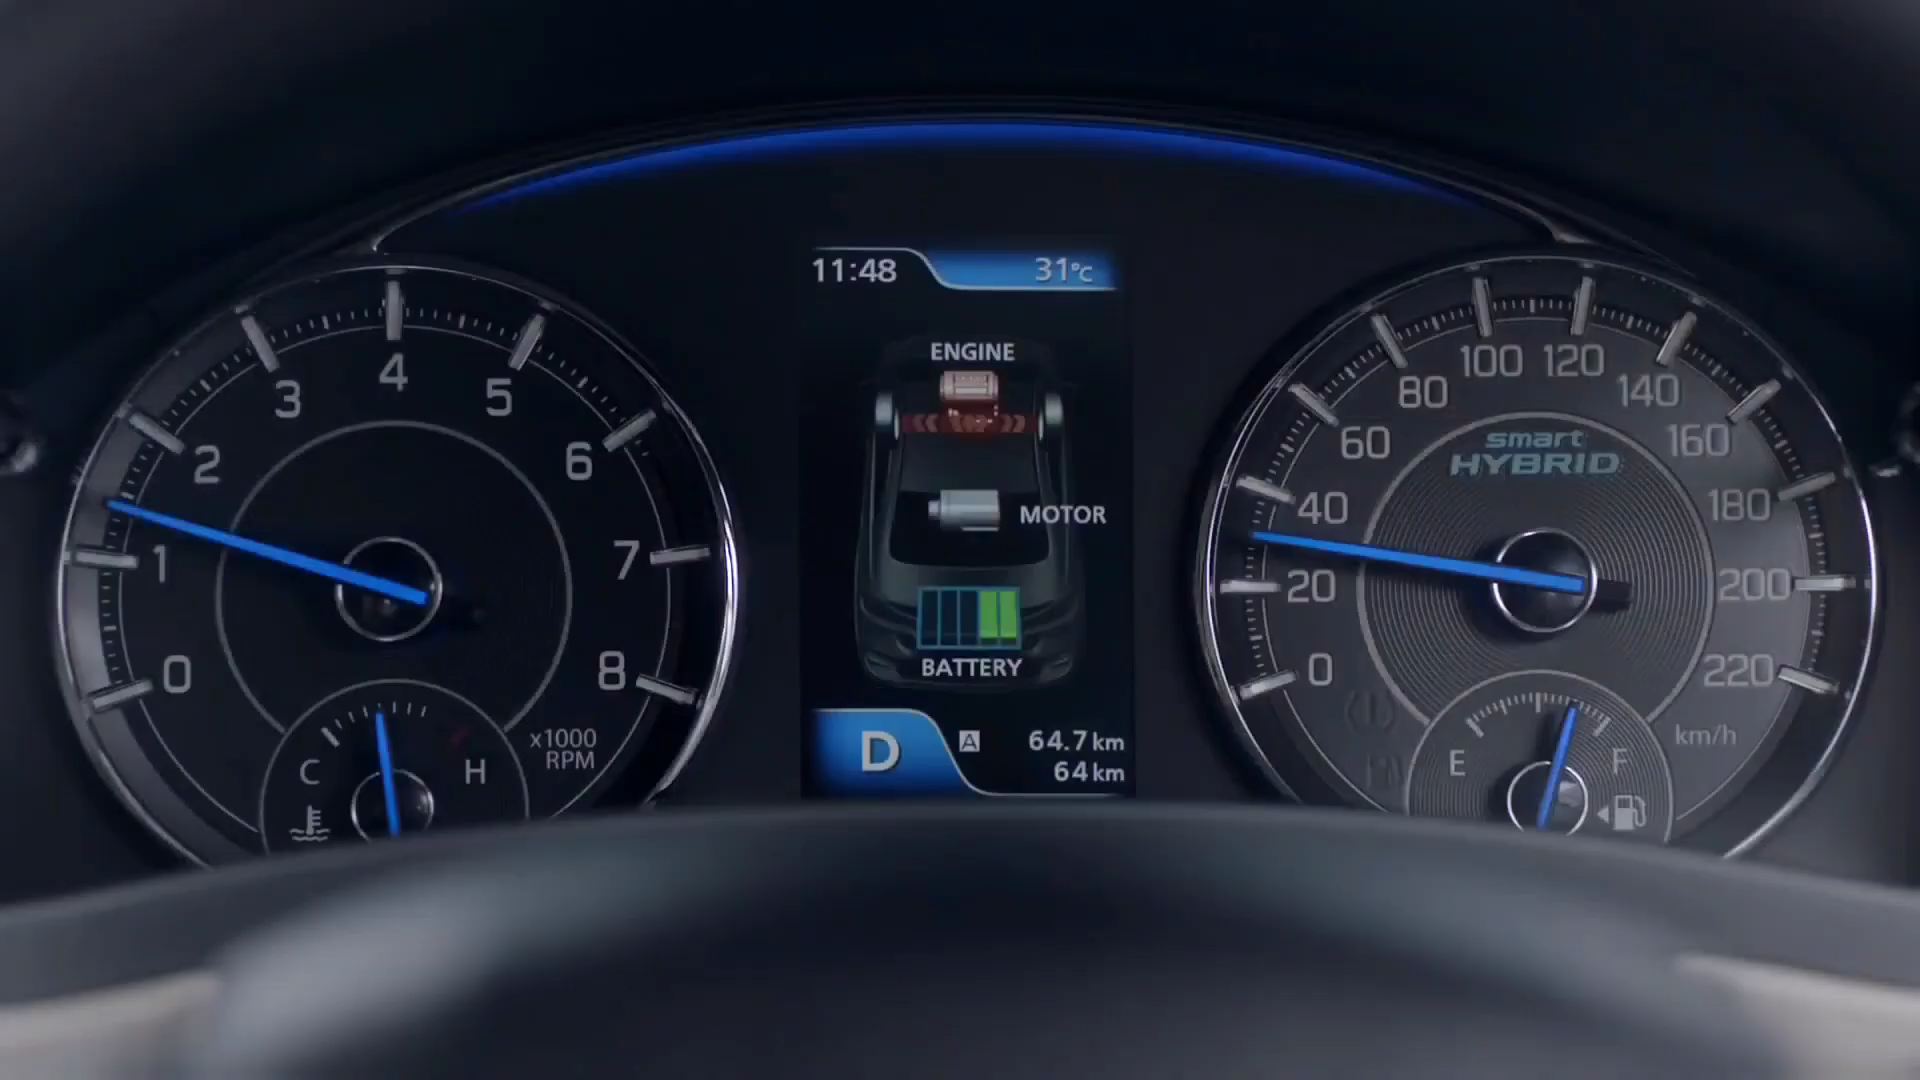 11:48 31°C
ENGINE
MOTOR
BATTERY
D A 64.7 km
64 km
0
1
2
3
4
5
6
7
8
x1000
RPM
C H
smart
HYBRID
0
20
40
60
80
100
120
140
160
180
200
220
km/h
E F